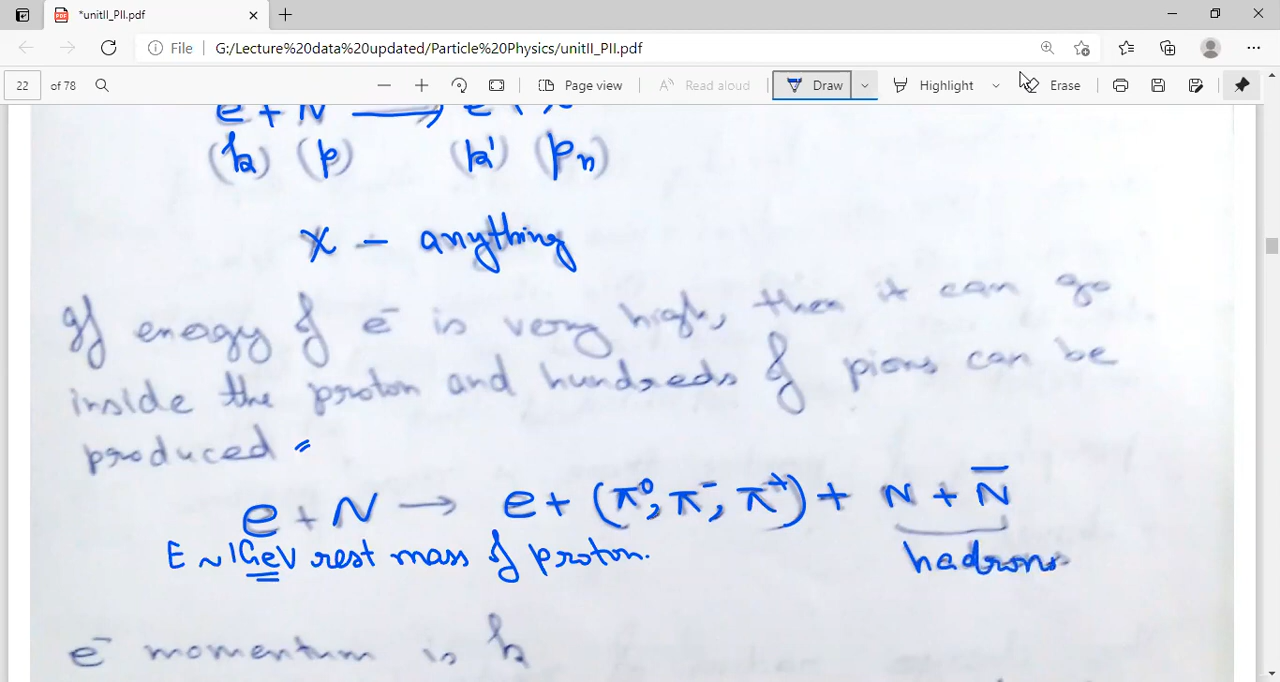 *unitII_PII.pdf
File | G:/Lecture%20data%20updated/Particle%20Physics/unitII_PII.pdf
22 of 78 Page view Read aloud Draw Highlight Erase
e + N ⟶ e + X
(k) (p) (k') (pn)
X - anything
If energy of e⁻ is very high, then it can go
inside the proton and hundreds of pions can be
produced =
e + N → e + (π⁰, π⁻, π⁺) + N + N̅
E ~ 1GeV rest mass of proton. hadrons
e⁻ momentum is k